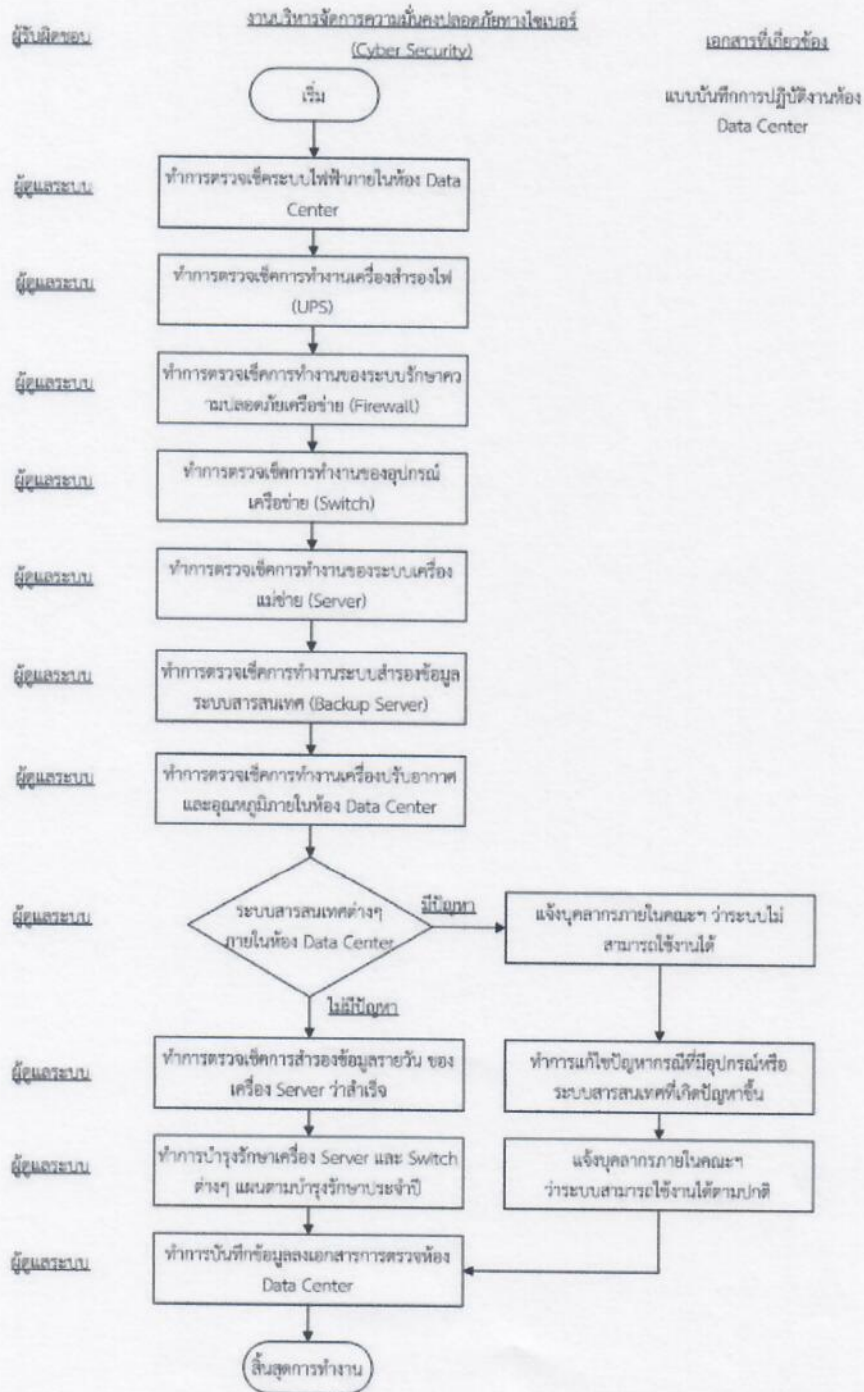 ผู้รับผิดชอบ
งานบริหารจัดการความมั่นคงปลอดภัยทางไซเบอร์
(Cyber Security)
เอกสารที่เกี่ยวข้อง
เริ่ม
แบบบันทึกการปฏิบัติงานห้อง
Data Center
ผู้ดูแลระบบ
ทำการตรวจเช็คระบบไฟฟ้าภายในห้อง Data
Center
ผู้ดูแลระบบ
ทำการตรวจเช็คการทำงานเครื่องสำรองไฟ
(UPS)
ผู้ดูแลระบบ
ทำการตรวจเช็คการทำงานของระบบรักษาคว
ามปลอดภัยเครือข่าย (Firewall)
ผู้ดูแลระบบ
ทำการตรวจเช็คการทำงานของอุปกรณ์
เครือข่าย (Switch)
ผู้ดูแลระบบ
ทำการตรวจเช็คการทำงานของระบบเครื่อง
แม่ข่าย (Server)
ผู้ดูแลระบบ
ทำการตรวจเช็คการทำงานระบบสำรองข้อมูล
ระบบสารสนเทศ (Backup Server)
ผู้ดูแลระบบ
ทำการตรวจเช็คการทำงานเครื่องปรับอากาศ
และอุณหภูมิภายในห้อง Data Center
ผู้ดูแลระบบ
ระบบสารสนเทศต่างๆ
ภายในห้อง Data Center
มีปัญหา
แจ้งบุคลากรภายในคณะฯ ว่าระบบไม่
สามารถใช้งานได้
ไม่มีปัญหา
ผู้ดูแลระบบ
ทำการตรวจเช็คการสำรองข้อมูลรายวัน ของ
เครื่อง Server ว่าสำเร็จ
ทำการแก้ไขปัญหากรณีที่มีอุปกรณ์หรือ
ระบบสารสนเทศที่เกิดปัญหาขึ้น
ผู้ดูแลระบบ
ทำการบำรุงรักษาเครื่อง Server และ Switch
ต่างๆ แผนตามบำรุงรักษาประจำปี
แจ้งบุคลากรภายในคณะฯ
ว่าระบบสามารถใช้งานได้ตามปกติ
ผู้ดูแลระบบ
ทำการบันทึกข้อมูลลงเอกสารการตรวจห้อง
Data Center
สิ้นสุดการทำงาน